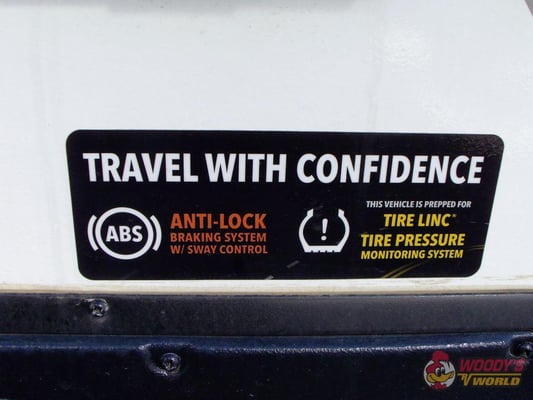 TRAVEL WITH CONFIDENCE
ABS
ANTI-LOCK
BRAKING SYSTEM
W/ SWAY CONTROL
!
THIS VEHICLE IS PREPPED FOR
TIRE LINC®
TIRE PRESSURE
MONITORING SYSTEM
WOODY'S
RV WORLD